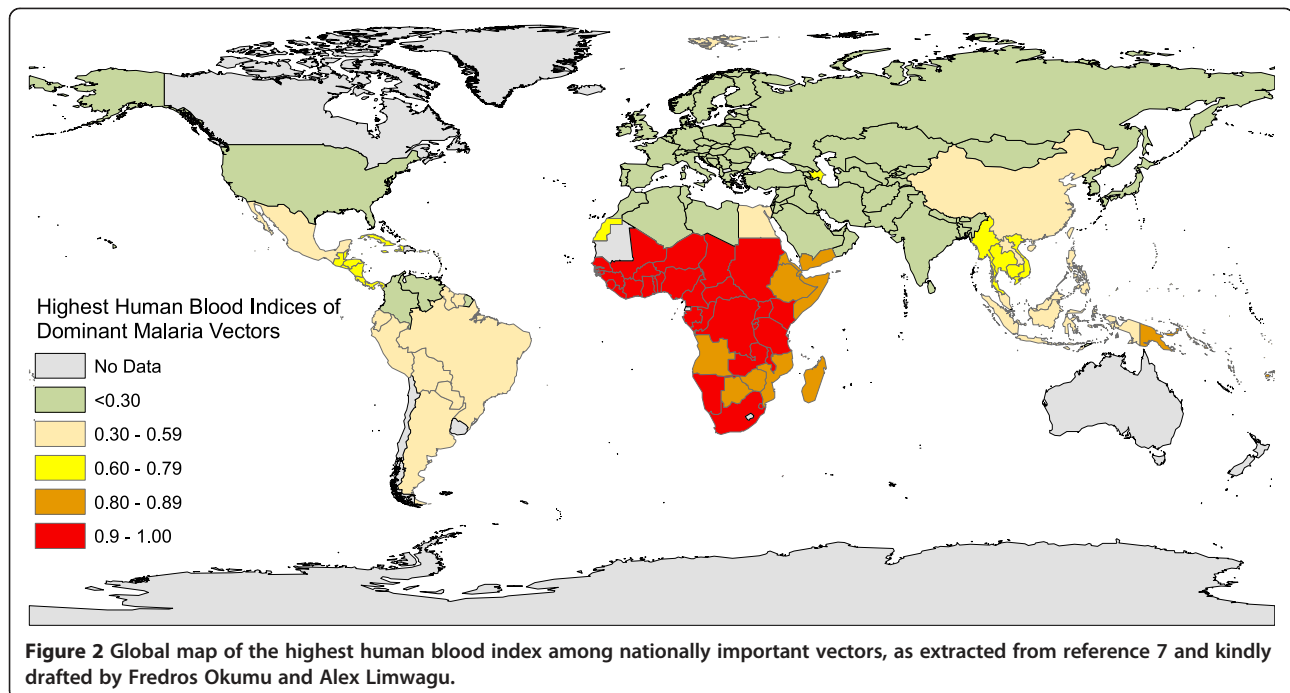 Highest Human Blood Indices of
Dominant Malaria Vectors
No Data
<0.30
0.30 - 0.59
0.60 - 0.79
0.80 - 0.89
0.9 - 1.00
Figure 2 Global map of the highest human blood index among nationally important vectors, as extracted from reference 7 and kindly
drafted by Fredros Okumu and Alex Limwagu.